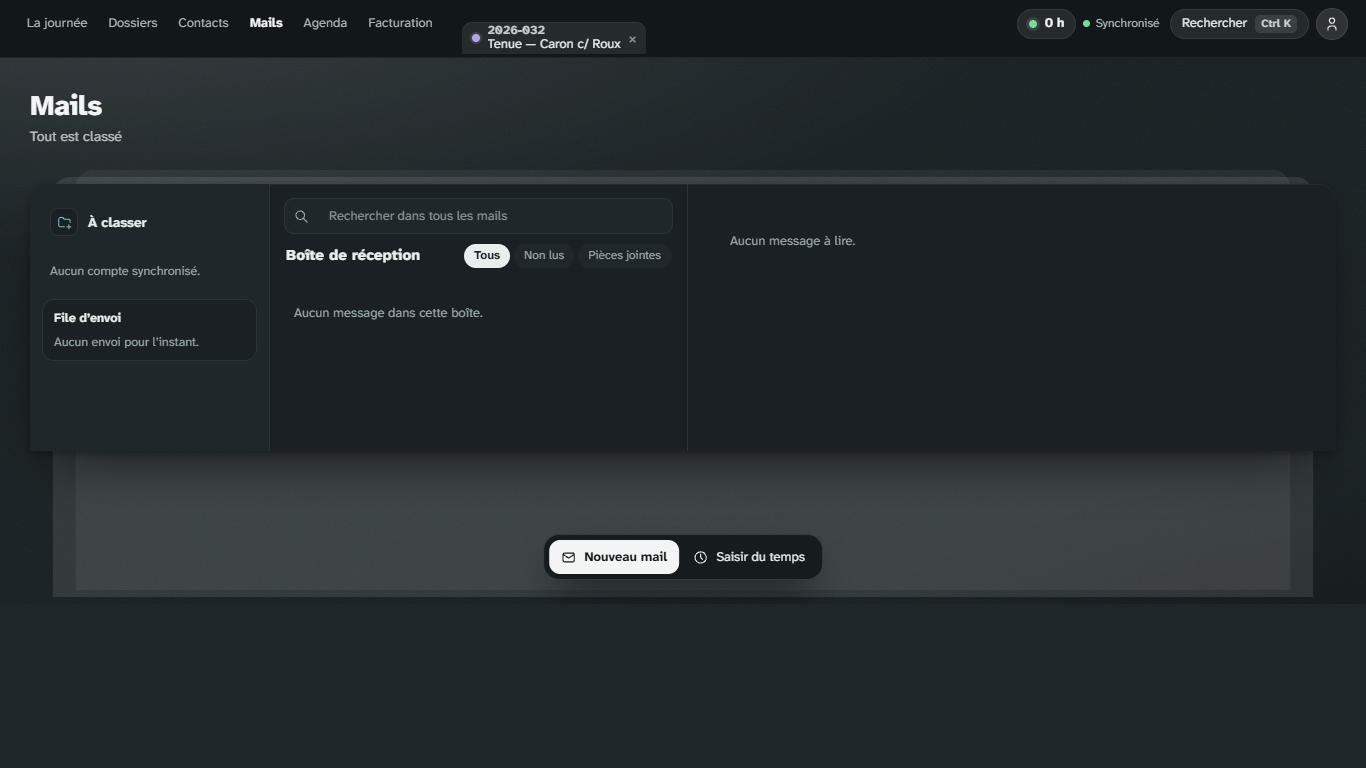 La journée
Dossiers
Contacts
Mails
Agenda
Facturation
2026-032
Tenue — Caron c/ Roux ×
0 h
Synchronisé
Rechercher Ctrl K
Mails
Tout est classé
À classer
Aucun compte synchronisé.
File d'envoi
Aucun envoi pour l'instant.
Rechercher dans tous les mails
Boîte de réception
Tous
Non lus
Pièces jointes
Aucun message dans cette boîte.
Aucun message à lire.
Nouveau mail
Saisir du temps